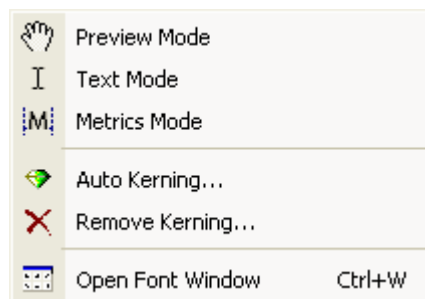 Preview Mode
Text Mode
M Metrics Mode
Auto Kerning...
Remove Kerning...
Open Font Window Ctrl+W